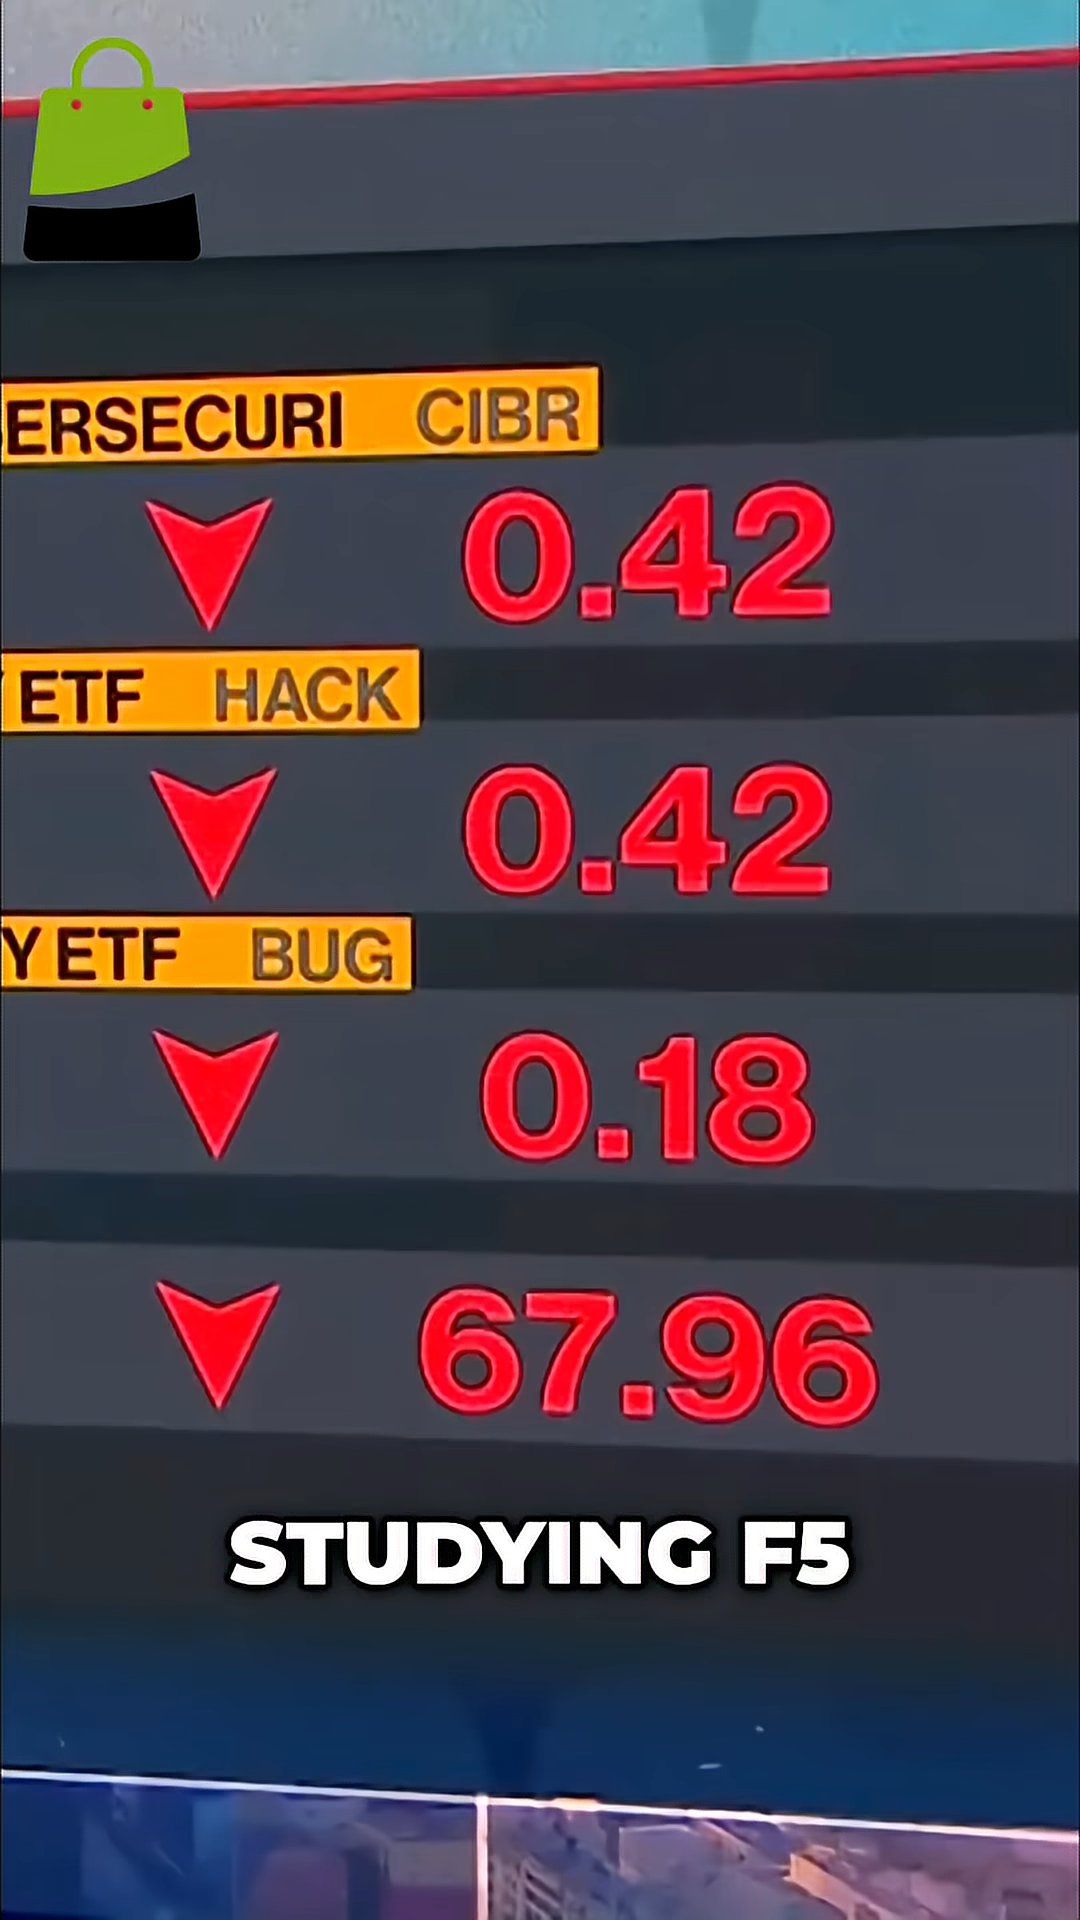 ERSECURI CIBR
0.42
ETF HACK
0.42
Y ETF BUG
0.18
67.96
STUDYING F5